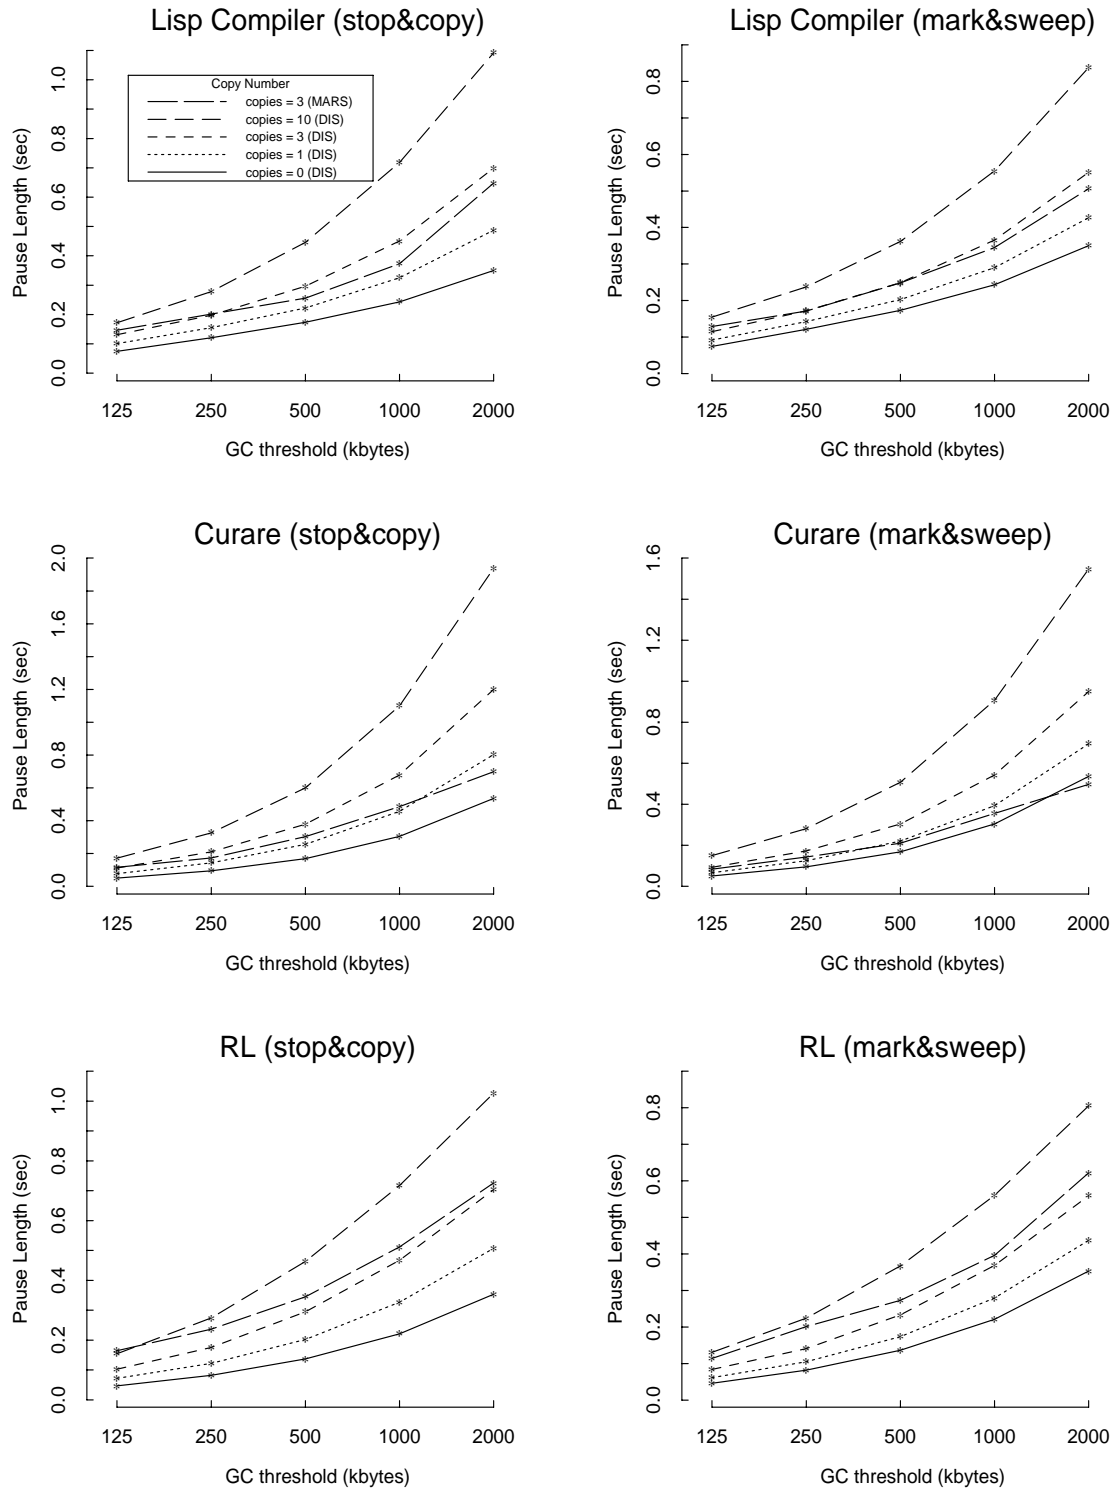 Lisp Compiler (stop&copy)
Pause Length (sec)
0.0 0.2 0.4 0.6 0.8 1.0
Copy Number
copies = 3 (MARS)
copies = 10 (DIS)
copies = 3 (DIS)
copies = 1 (DIS)
copies = 0 (DIS)
125 250 500 1000 2000
GC threshold (kbytes)
Lisp Compiler (mark&sweep)
Pause Length (sec)
0.0 0.2 0.4 0.6 0.8
125 250 500 1000 2000
GC threshold (kbytes)
Curare (stop&copy)
Pause Length (sec)
0.0 0.4 0.8 1.2 1.6 2.0
125 250 500 1000 2000
GC threshold (kbytes)
Curare (mark&sweep)
Pause Length (sec)
0.0 0.4 0.8 1.2 1.6
125 250 500 1000 2000
GC threshold (kbytes)
RL (stop&copy)
Pause Length (sec)
0.0 0.2 0.4 0.6 0.8 1.0
125 250 500 1000 2000
GC threshold (kbytes)
RL (mark&sweep)
Pause Length (sec)
0.0 0.2 0.4 0.6 0.8
125 250 500 1000 2000
GC threshold (kbytes)